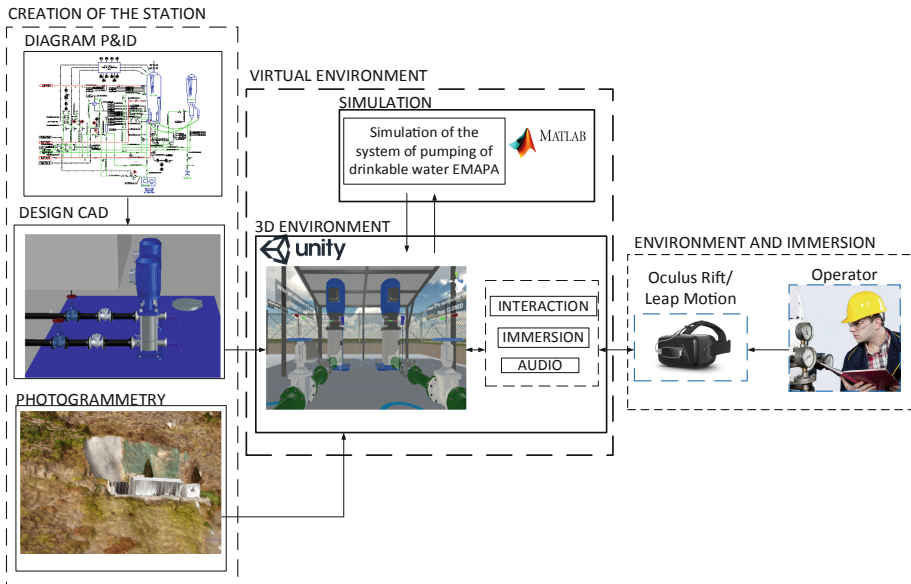 CREATION OF THE STATION
DIAGRAM P&ID
DESIGN CAD
PHOTOGRAMMETRY
VIRTUAL ENVIRONMENT
SIMULATION
Simulation of the
system of pumping of
drinkable water EMAPA
MATLAB
3D ENVIRONMENT
unity
INTERACTION
IMMERSION
AUDIO
ENVIRONMENT AND IMMERSION
Oculus Rift/
Leap Motion
Operator